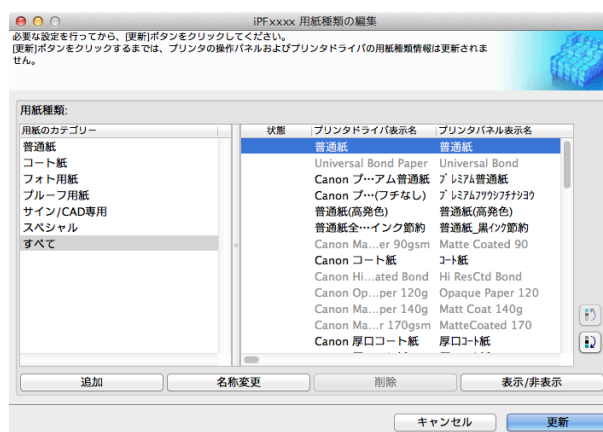 iPFxxxx 用紙種類の編集
必要な設定を行ってから、[更新]ボタンをクリックしてください。
[更新]ボタンをクリックするまでは、プリンタの操作パネルおよびプリンタドライバの用紙種類情報は更新されま
せん。
用紙種類:
用紙のカテゴリー 状態 プリンタドライバ表示名 プリンタパネル表示名
普通紙 普通紙 普通紙
コート紙 Universal Bond Paper Universal Bond
フォト用紙 Canon プ…アム普通紙 プレミアム普通紙
プルーフ用紙 Canon プ…(フチなし) プレミアムフツウシフチナシヨウ
サイン/CAD専用 普通紙(高発色) 普通紙(高発色)
スペシャル 普通紙全…インク節約 普通紙_黒インク節約
すべて Canon Ma…er 90gsm Matte Coated 90
Canon コート紙 コート紙
Canon Hi…ated Bond Hi ResCtd Bond
Canon Op…per 120g Opaque Paper 120
Canon Ma…per 140g Matt Coat 140g
Canon Ma…r 170gsm MatteCoated 170
Canon 厚口コート紙 厚口コート紙
追加 名称変更 削除 表示/非表示
キャンセル 更新